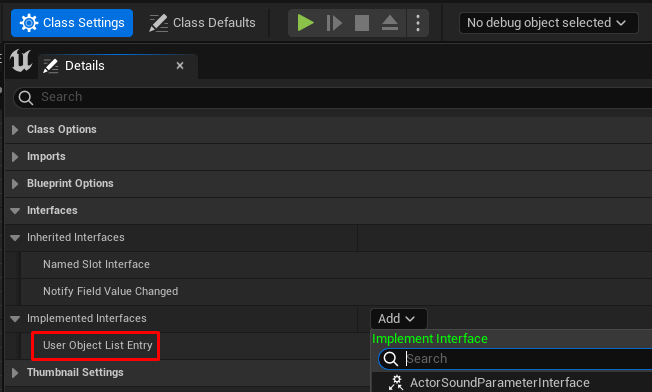 Class Settings
Class Defaults
No debug object selected
Details
Search
Class Options
Imports
Blueprint Options
Interfaces
Inherited Interfaces
Named Slot Interface
Notify Field Value Changed
Implemented Interfaces
Add
Implement Interface
User Object List Entry
Search
Thumbnail Settings
ActorSoundParameterInterface